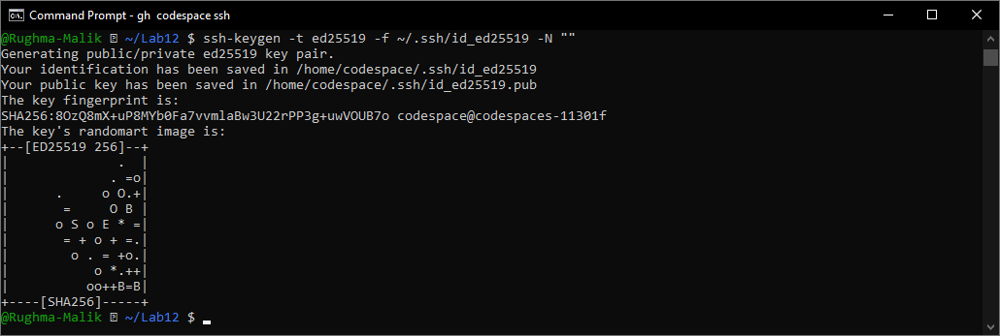 Command Prompt - gh  codespace ssh
@Rughma-Malik ~/Lab12 $ ssh-keygen -t ed25519 -f ~/.ssh/id_ed25519 -N ""
Generating public/private ed25519 key pair.
Your identification has been saved in /home/codespace/.ssh/id_ed25519
Your public key has been saved in /home/codespace/.ssh/id_ed25519.pub
The key fingerprint is:
SHA256:8OzQ8mX+uP8MYb0Fa7vvmlaBw3U22rPP3g+uwVOUB7o codespace@codespaces-11301f
The key's randomart image is:
+--[ED25519 256]--+
|              .  |
|             . =o|
|      .     o O.+|
|       =     O B |
|      o S o E * =|
|       = + o + =.|
|        o . = +o.|
|           o *.++|
|          oo++B=B|
+----[SHA256]-----+
@Rughma-Malik ~/Lab12 $